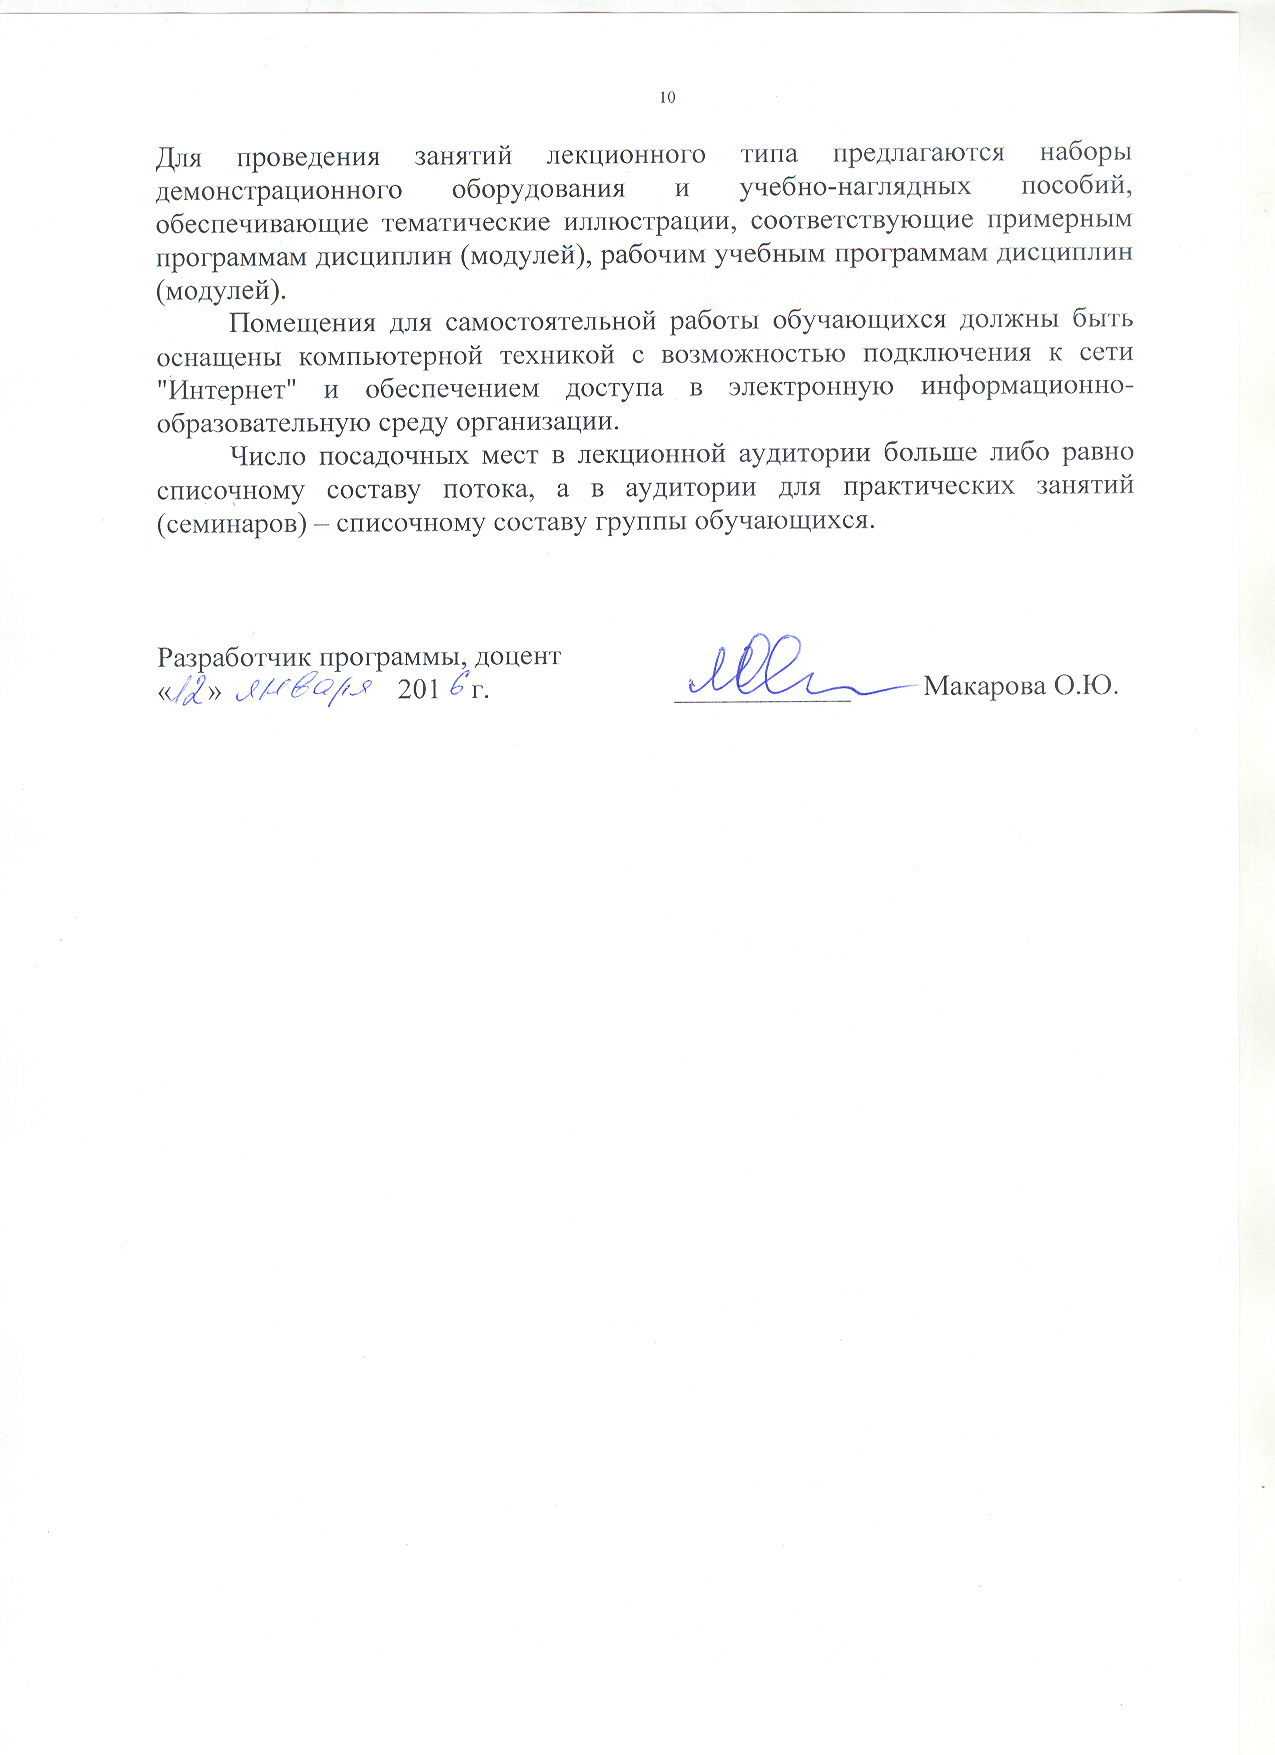 10
Для проведения занятий лекционного типа предлагаются наборы
демонстрационного оборудования и учебно-наглядных пособий,
обеспечивающие тематические иллюстрации, соответствующие примерным
программам дисциплин (модулей), рабочим учебным программам дисциплин
(модулей).
Помещения для самостоятельной работы обучающихся должны быть
оснащены компьютерной техникой с возможностью подключения к сети
"Интернет" и обеспечением доступа в электронную информационно-
образовательную среду организации.
Число посадочных мест в лекционной аудитории больше либо равно
списочному составу потока, а в аудитории для практических занятий
(семинаров) – списочному составу группы обучающихся.
Разработчик программы, доцент
«12» января 2016 г. Макарова О.Ю.